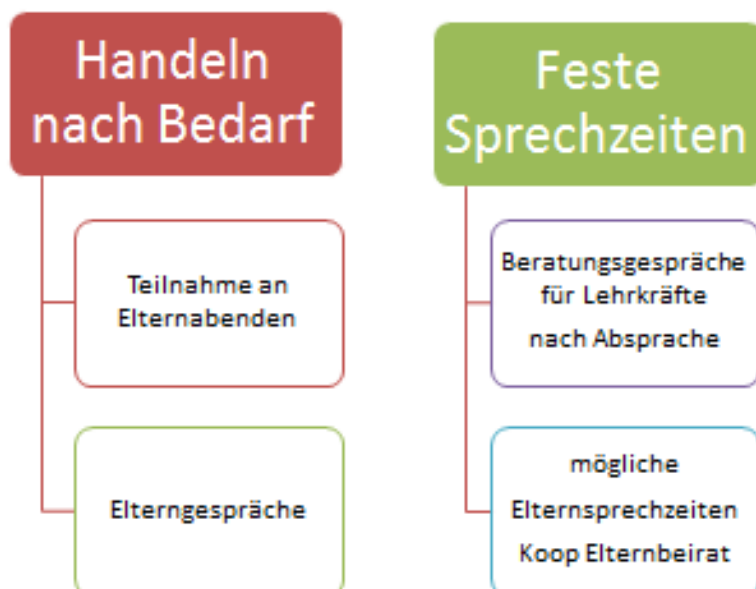 Handeln
nach Bedarf
Teilnahme an
Elternabenden
Elterngespräche
Feste
Sprechzeiten
Beratungsgespräche
für Lehrkräfte
nach Absprache
mögliche
Elternsprechzeiten
Koop Elternbeirat